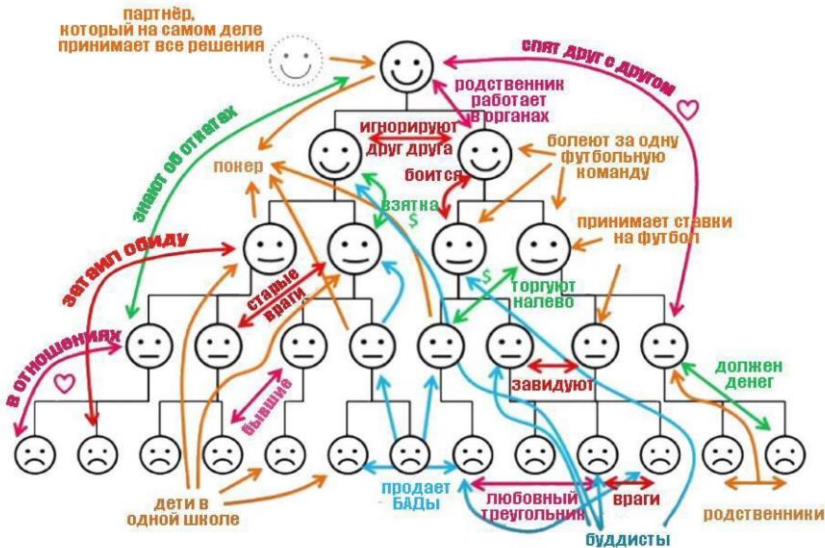 партнёр,
который на самом деле
принимает все решения
спят друг с другом
родственник
работает
в органах
знают об откатах
игнорируют
друг друга
болеют за одну
футбольную
команду
покер
боится
взятка
$
принимает ставки
на футбол
затаил обиду
старые
враги
$
торгуют
налево
в отношениях
завидуют
должен
денег
бывшие
продает
БАДы
любовный
треугольник
враги
дети в
одной школе
родственники
буддисты